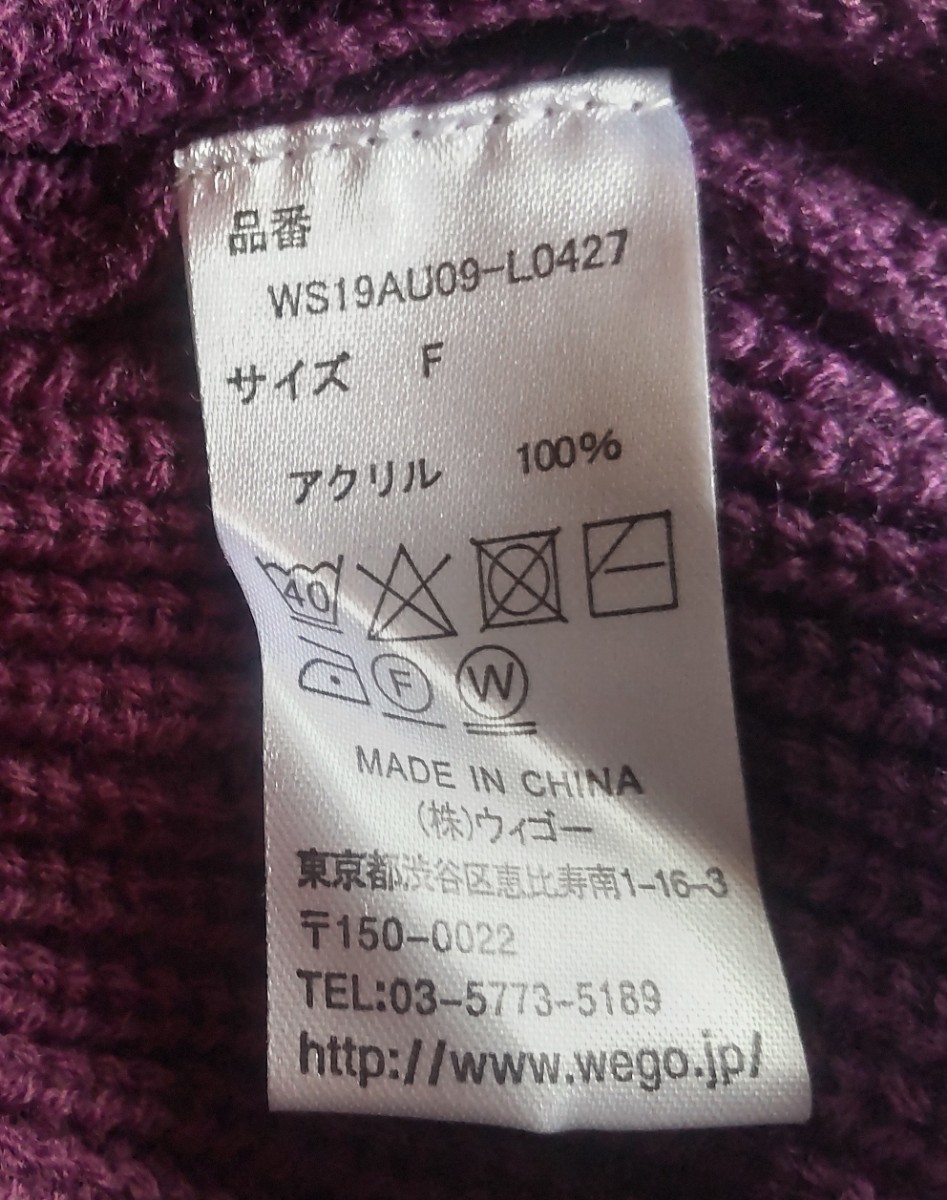 品番
WS19AU09-L0427
サイズ F
アクリル 100%
40
F W
MADE IN CHINA
(株)ウィゴー
東京都渋谷区恵比寿南1-16-3
〒150-0022
TEL:03-5773-5189
http://www.wego.jp/